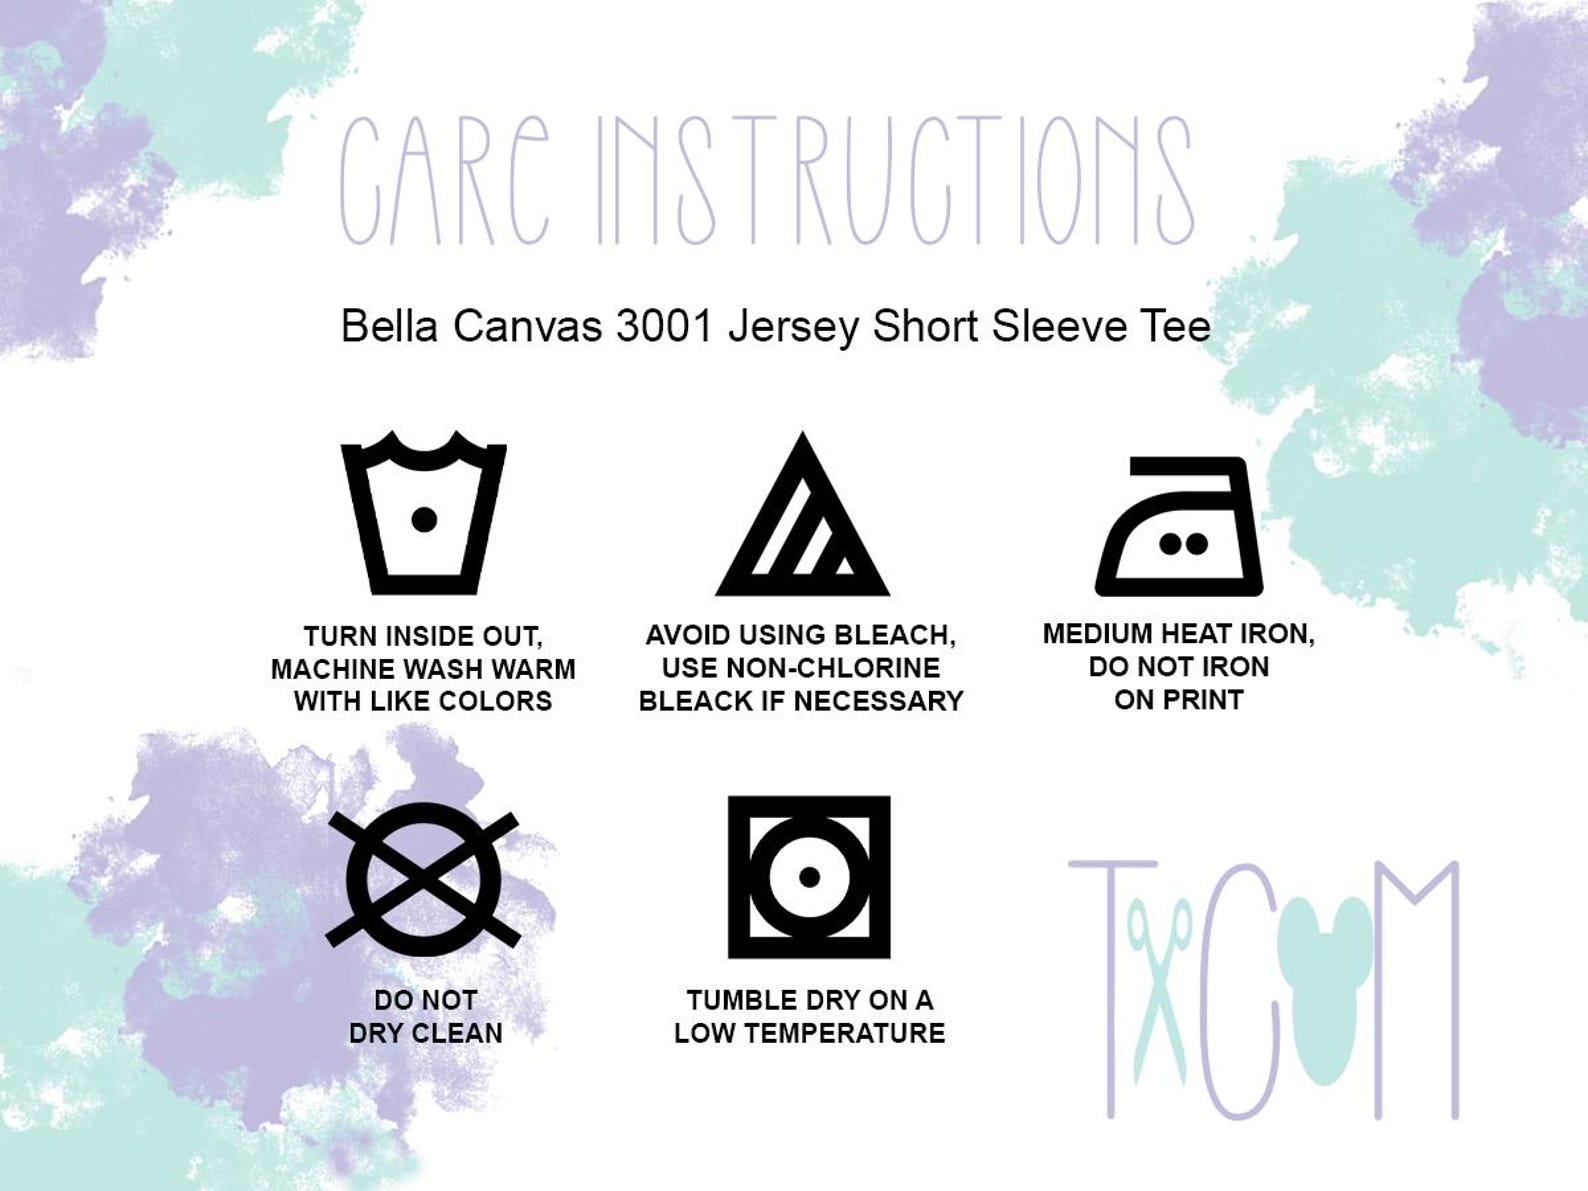 CARE INSTRUCTIONS
Bella Canvas 3001 Jersey Short Sleeve Tee
TURN INSIDE OUT,
MACHINE WASH WARM
WITH LIKE COLORS
AVOID USING BLEACH,
USE NON-CHLORINE
BLEACK IF NECESSARY
MEDIUM HEAT IRON,
DO NOT IRON
ON PRINT
DO NOT
DRY CLEAN
TUMBLE DRY ON A
LOW TEMPERATURE
TXCM